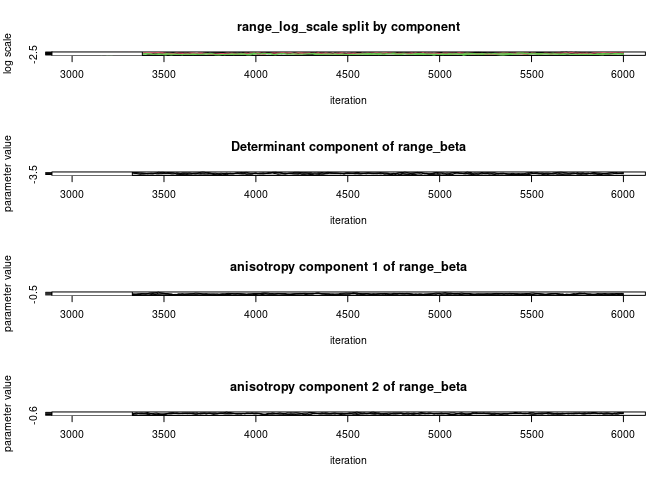 range_log_scale split by component
log scale
-2.5
3000 3500 4000 4500 5000 5500 6000
iteration
Determinant component of range_beta
parameter value
-3.5
3000 3500 4000 4500 5000 5500 6000
iteration
anisotropy component 1 of range_beta
parameter value
-0.5
3000 3500 4000 4500 5000 5500 6000
iteration
anisotropy component 2 of range_beta
parameter value
-0.6
3000 3500 4000 4500 5000 5500 6000
iteration